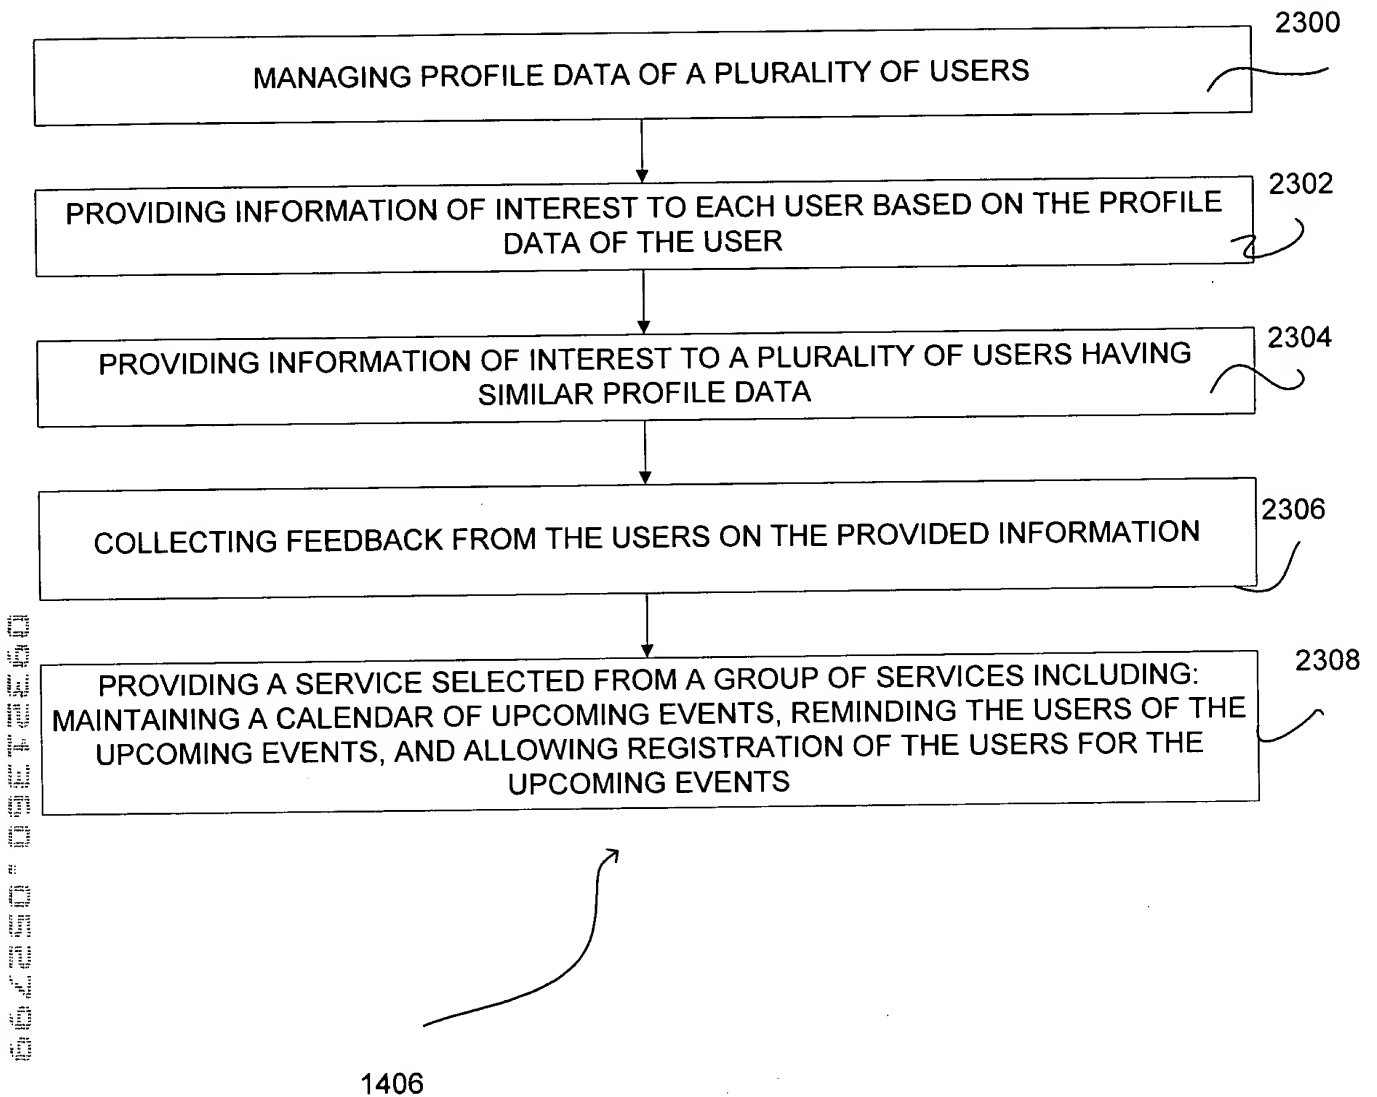 2300
MANAGING PROFILE DATA OF A PLURALITY OF USERS
2302
PROVIDING INFORMATION OF INTEREST TO EACH USER BASED ON THE PROFILE
DATA OF THE USER
2304
PROVIDING INFORMATION OF INTEREST TO A PLURALITY OF USERS HAVING
SIMILAR PROFILE DATA
2306
COLLECTING FEEDBACK FROM THE USERS ON THE PROVIDED INFORMATION
2308
PROVIDING A SERVICE SELECTED FROM A GROUP OF SERVICES INCLUDING:
MAINTAINING A CALENDAR OF UPCOMING EVENTS, REMINDING THE USERS OF THE
UPCOMING EVENTS, AND ALLOWING REGISTRATION OF THE USERS FOR THE
UPCOMING EVENTS
1406